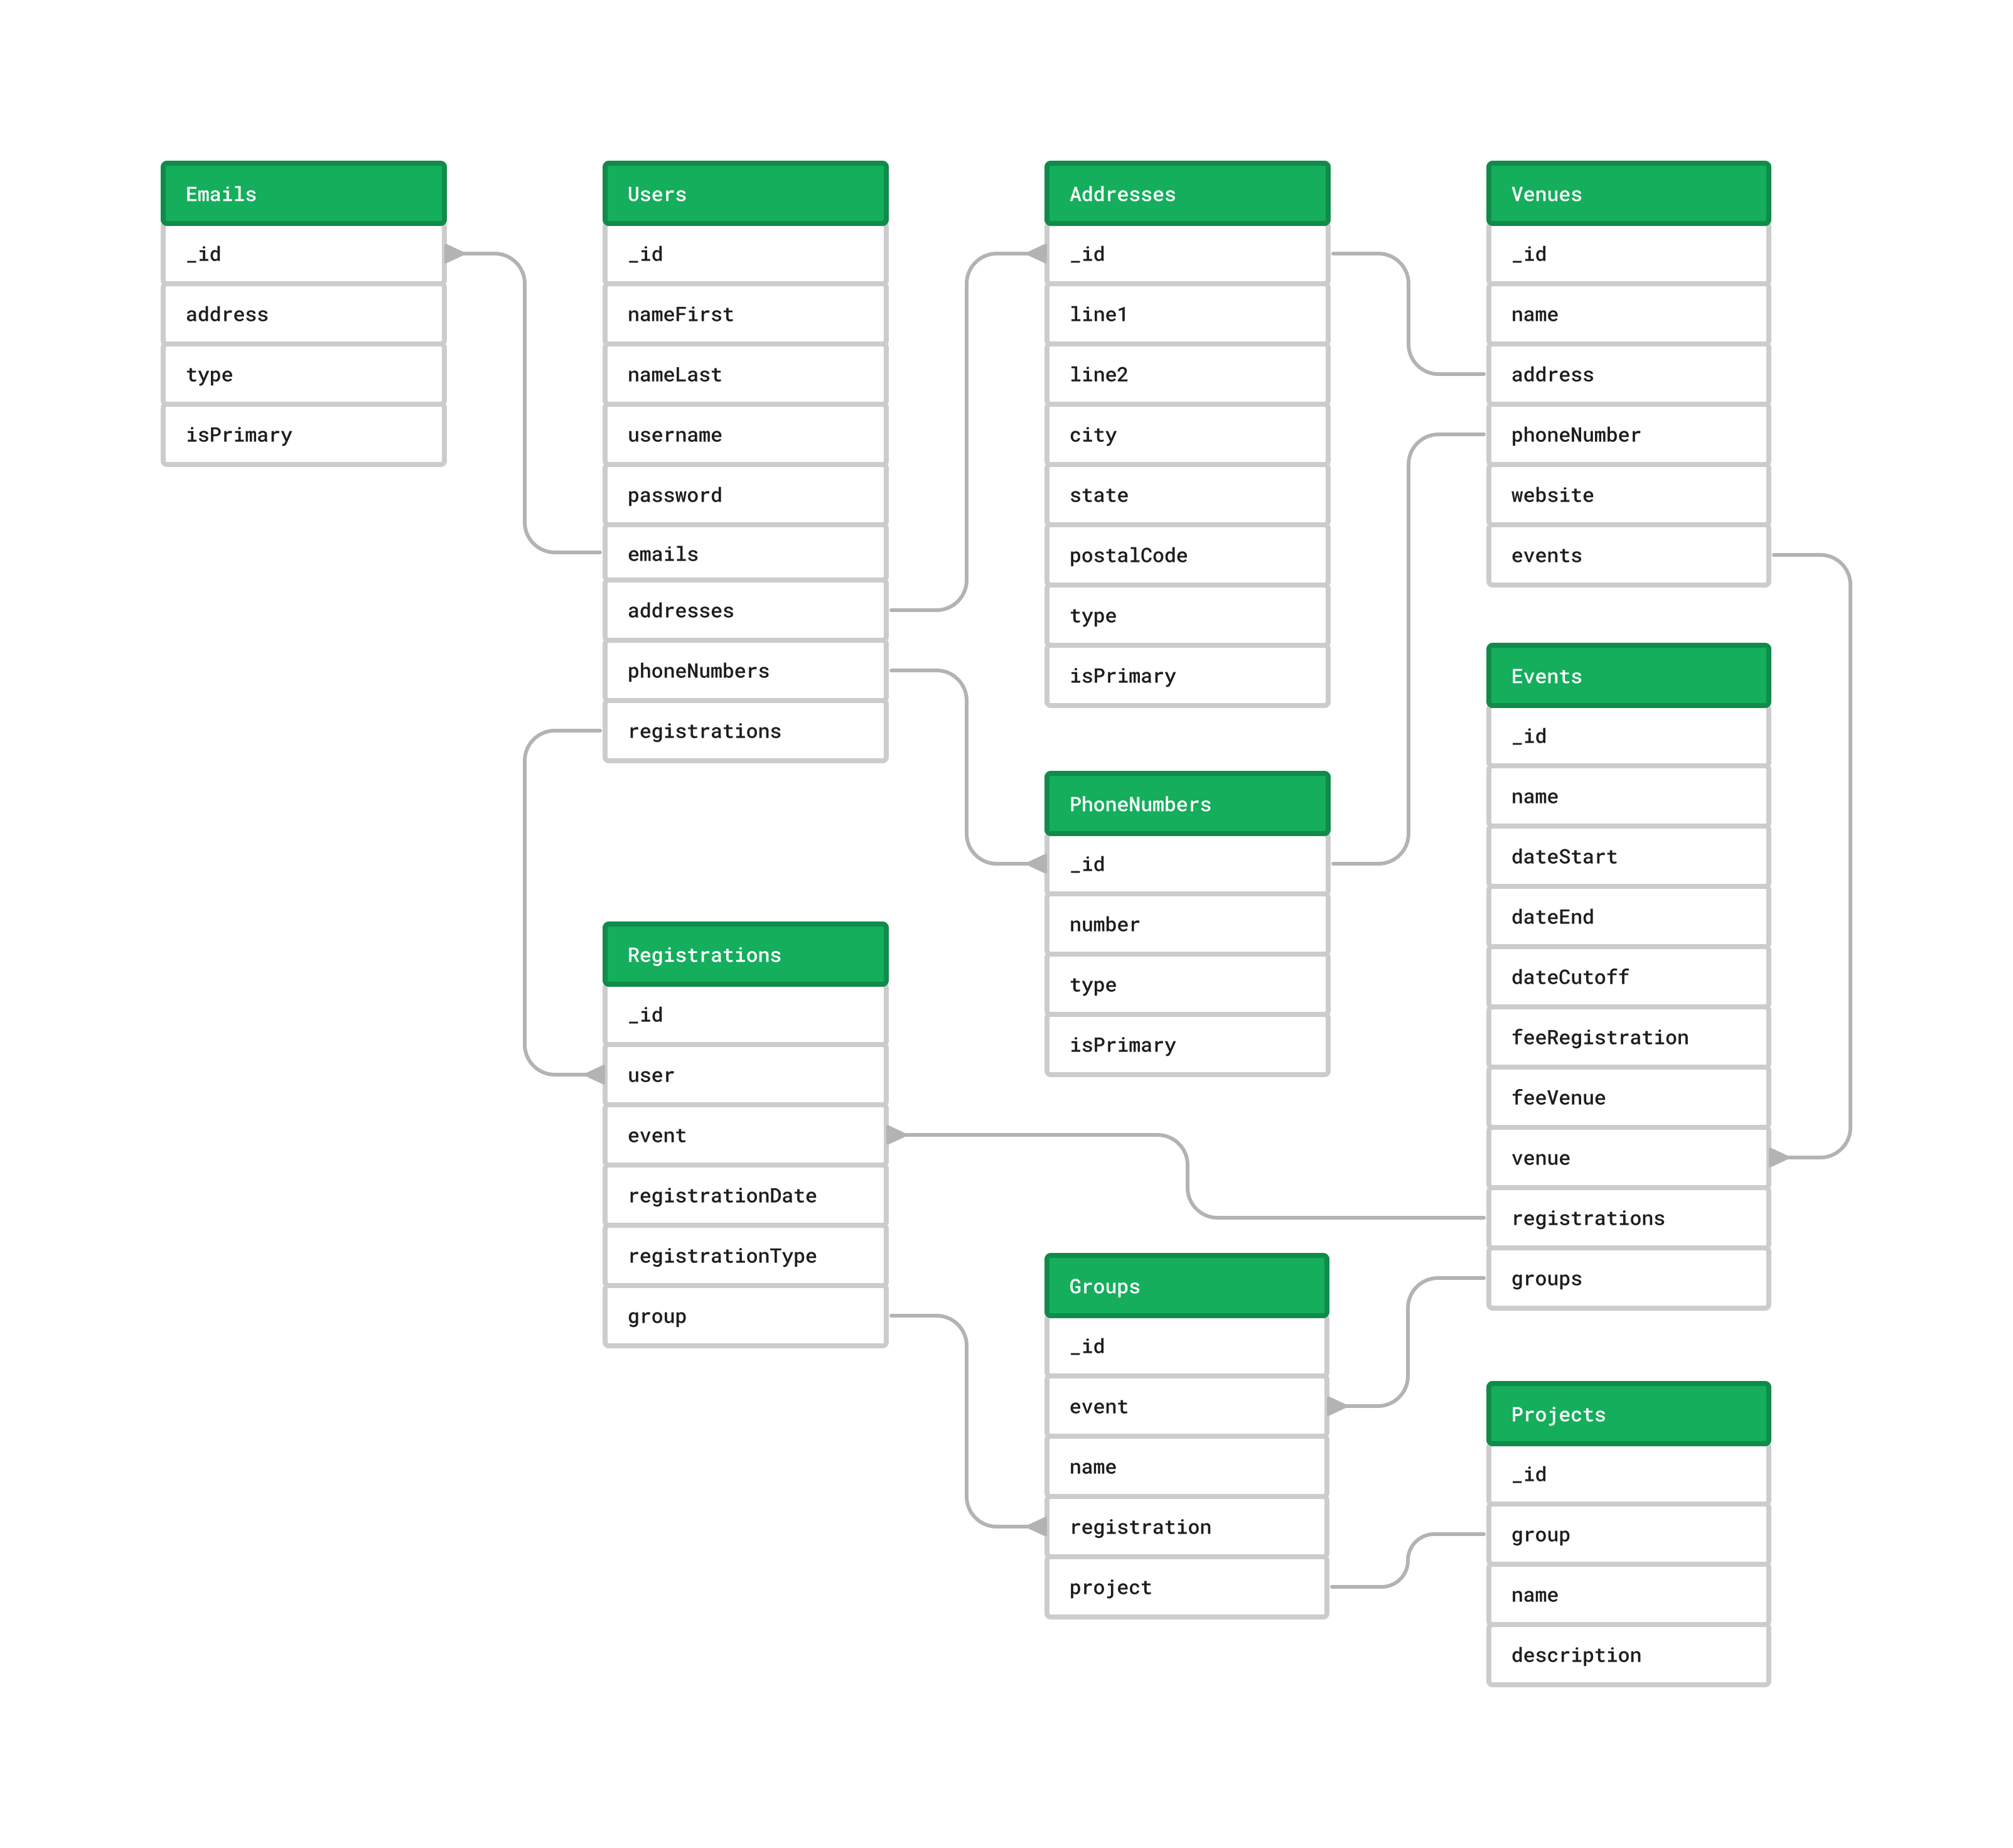 Emails
_id
address
type
isPrimary
Users
_id
nameFirst
nameLast
username
password
emails
addresses
phoneNumbers
registrations
Addresses
_id
line1
line2
city
state
postalCode
type
isPrimary
Venues
_id
name
address
phoneNumber
website
events
Events
_id
name
dateStart
dateEnd
dateCutoff
feeRegistration
feeVenue
venue
registrations
groups
PhoneNumbers
_id
number
type
isPrimary
Registrations
_id
user
event
registrationDate
registrationType
group
Groups
_id
event
name
registration
project
Projects
_id
group
name
description